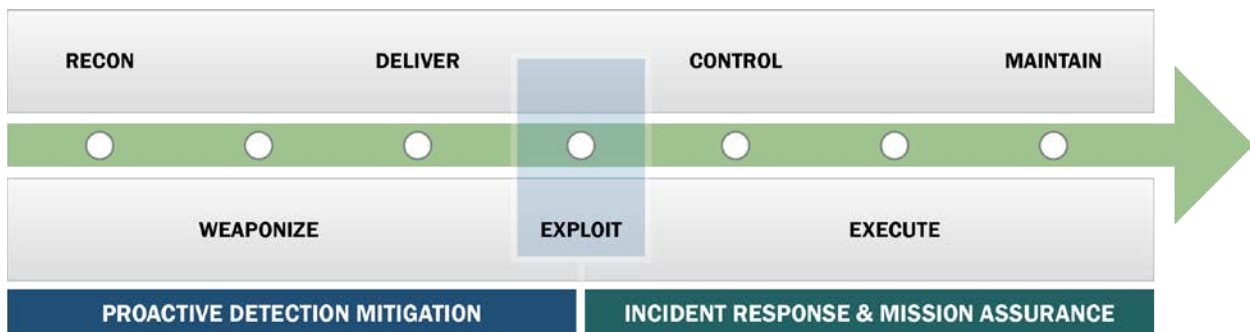 RECON DELIVER CONTROL MAINTAIN
WEAPONIZE EXPLOIT EXECUTE
PROACTIVE DETECTION MITIGATION INCIDENT RESPONSE & MISSION ASSURANCE